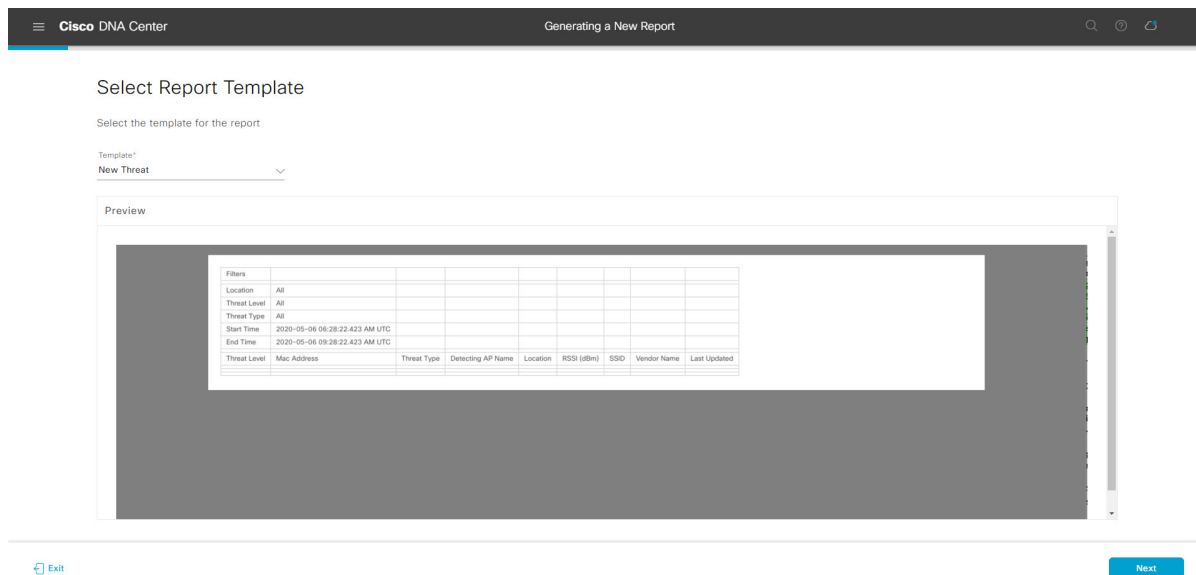 Cisco DNA Center
Generating a New Report
Select Report Template
Select the template for the report
Template*
New Threat
Preview
Filters
Location All
Threat Level All
Threat Type All
Start Time 2020-05-06 06:28:22.423 AM UTC
End Time 2020-05-06 09:28:22.423 AM UTC
Threat Level Mac Address Threat Type Detecting AP Name Location RSSI (dBm) SSID Vendor Name Last Updated
Exit
Next